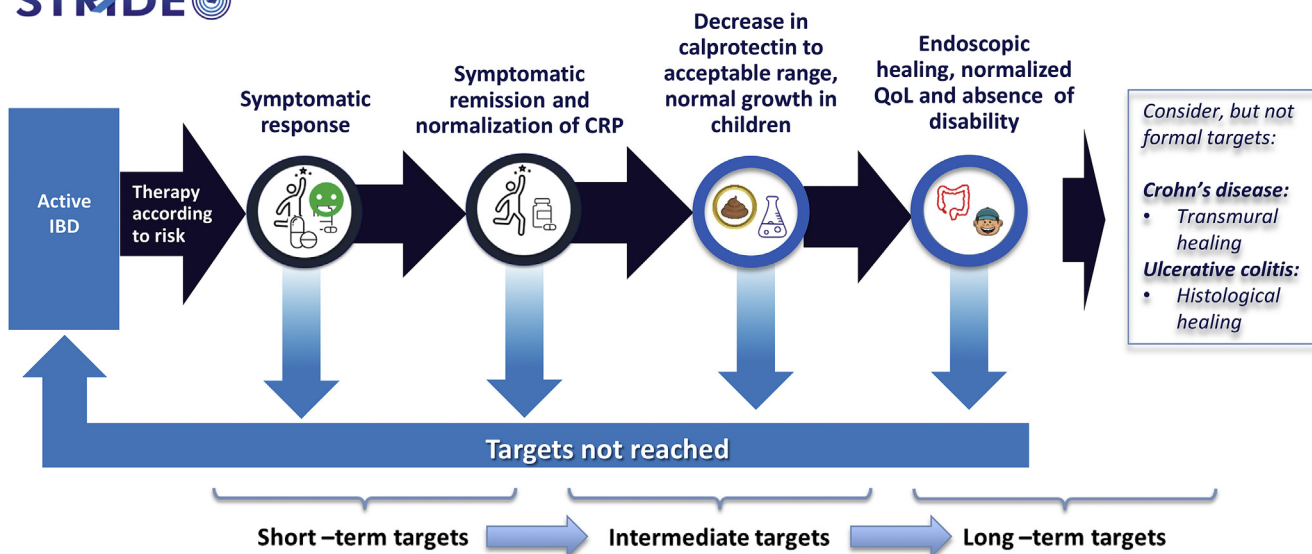 STRIDE
Symptomatic
response
Symptomatic
remission and
normalization of CRP
Decrease in
calprotectin to
acceptable range,
normal growth in
children
Endoscopic
healing, normalized
QoL and absence of
disability
Active
IBD
Therapy
according
to risk
Consider, but not
formal targets:
Crohn’s disease:
• Transmural
healing
Ulcerative colitis:
• Histological
healing
Targets not reached
Short –term targets
Intermediate targets
Long –term targets